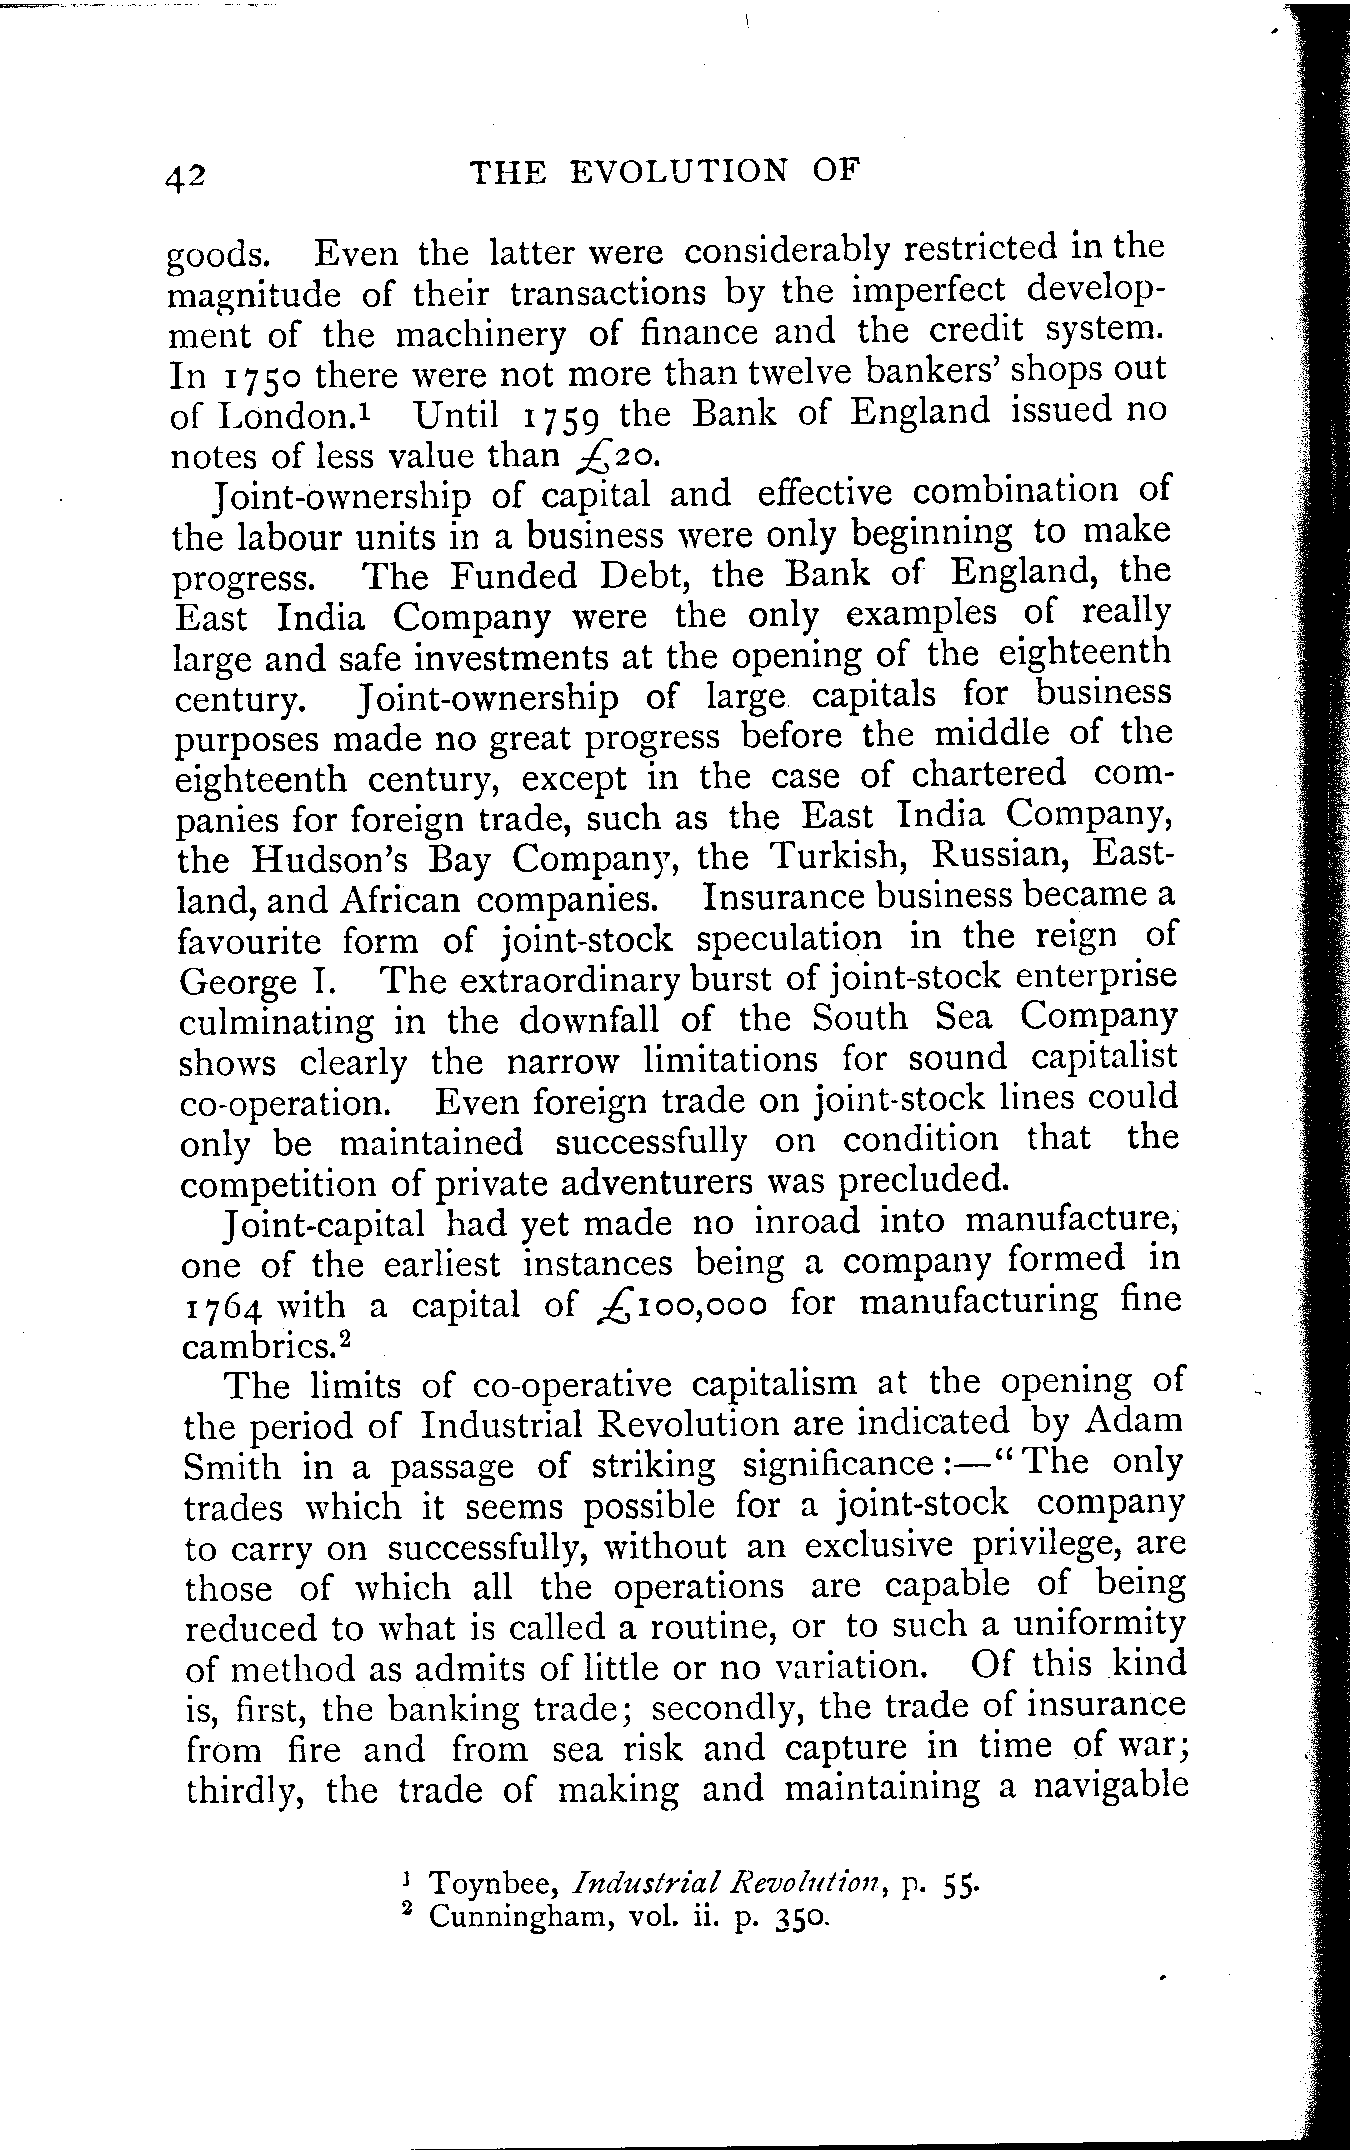 42 THE EVOLUTION OF
goods. Even the latter were considerably restricted in the
magnitude of their transactions by the imperfect develop-
ment of the machinery of finance and the credit system.
In 1750 there were not more than twelve bankers' shops out
of London.¹ Until 1759 the Bank of England issued no
notes of less value than £20.
Joint-ownership of capital and effective combination of
the labour units in a business were only beginning to make
progress. The Funded Debt, the Bank of England, the
East India Company were the only examples of really
large and safe investments at the opening of the eighteenth
century. Joint-ownership of large capitals for business
purposes made no great progress before the middle of the
eighteenth century, except in the case of chartered com-
panies for foreign trade, such as the East India Company,
the Hudson's Bay Company, the Turkish, Russian, East-
land, and African companies. Insurance business became a
favourite form of joint-stock speculation in the reign of
George I. The extraordinary burst of joint-stock enterprise
culminating in the downfall of the South Sea Company
shows clearly the narrow limitations for sound capitalist
co-operation. Even foreign trade on joint-stock lines could
only be maintained successfully on condition that the
competition of private adventurers was precluded.
Joint-capital had yet made no inroad into manufacture,
one of the earliest instances being a company formed in
1764 with a capital of £100,000 for manufacturing fine
cambrics.²
The limits of co-operative capitalism at the opening of
the period of Industrial Revolution are indicated by Adam
Smith in a passage of striking significance:—"The only
trades which it seems possible for a joint-stock company
to carry on successfully, without an exclusive privilege, are
those of which all the operations are capable of being
reduced to what is called a routine, or to such a uniformity
of method as admits of little or no variation. Of this kind
is, first, the banking trade; secondly, the trade of insurance
from fire and from sea risk and capture in time of war;
thirdly, the trade of making and maintaining a navigable
¹ Toynbee, Industrial Revolution, p. 55.
² Cunningham, vol. ii. p. 350.